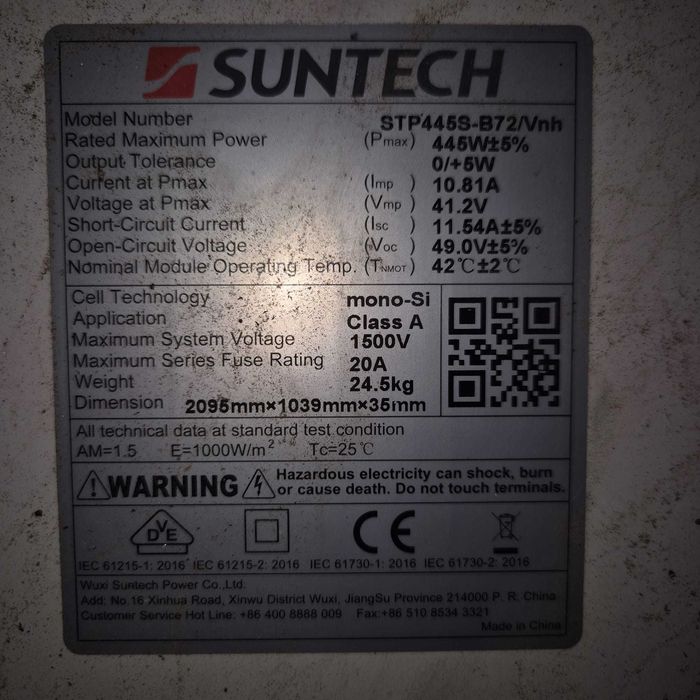 SUNTECH
Model Number STP445S-B72/Vnh
Rated Maximum Power (Pmax) 445W±5%
Output Tolerance 0/+5W
Current at Pmax (Imp) 10.81A
Voltage at Pmax (Vmp) 41.2V
Short-Circuit Current (Isc) 11.54A±5%
Open-Circuit Voltage (Voc) 49.0V±5%
Nominal Module Operating Temp. (TNMOT) 42℃±2℃
Cell Technology mono-Si
Application Class A
Maximum System Voltage 1500V
Maximum Series Fuse Rating 20A
Weight 24.5kg
Dimension 2095mm×1039mm×35mm
All technical data at standard test condition
AM=1.5 E=1000W/m² Tc=25℃
WARNING Hazardous electricity can shock, burn
or cause death. Do not touch terminals.
DVE CE
IEC 61215-1: 2016 IEC 61215-2: 2016 IEC 61730-1: 2016 IEC 61730-2: 2016
Wuxi Suntech Power Co.,Ltd.
Add: No.16 Xinhua Road, Xinwu District Wuxi, JiangSu Province 214000 P. R. China
Customer Service Hot Line: +86 400 8888 009 Fax:+86 510 8534 3321
Made in China